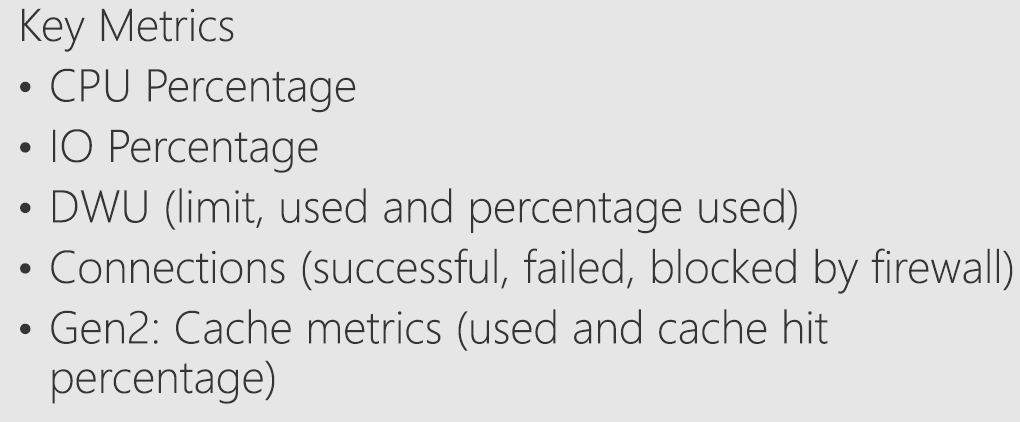 Key Metrics
• CPU Percentage
• IO Percentage
• DWU (limit, used and percentage used)
• Connections (successful, failed, blocked by firewall)
• Gen2: Cache metrics (used and cache hit
percentage)